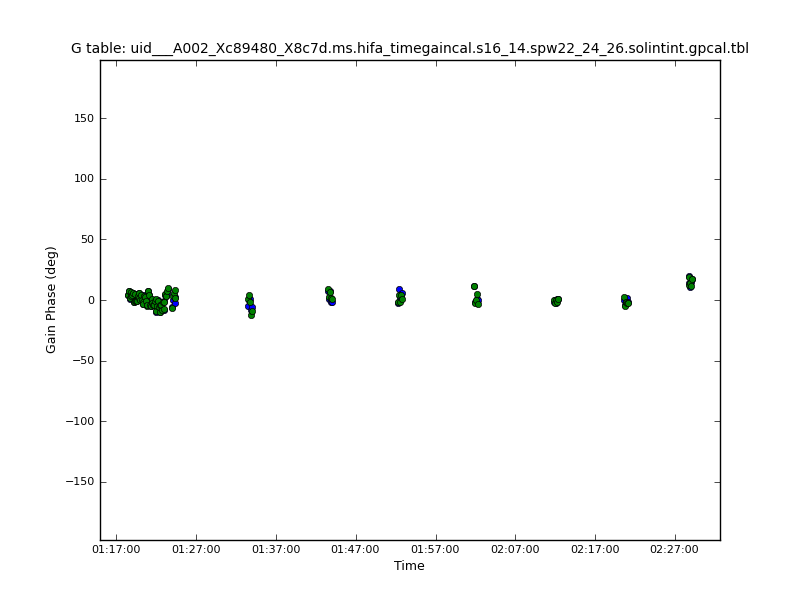 G table: uid___A002_Xc89480_X8c7d.ms.hifa_timegaincal.s16_14.spw22_24_26.solintint.gpcal.tbl
150
100
50
0
−50
−100
−150
Gain Phase (deg)
01:17:00 01:27:00 01:37:00 01:47:00 01:57:00 02:07:00 02:17:00 02:27:00
Time